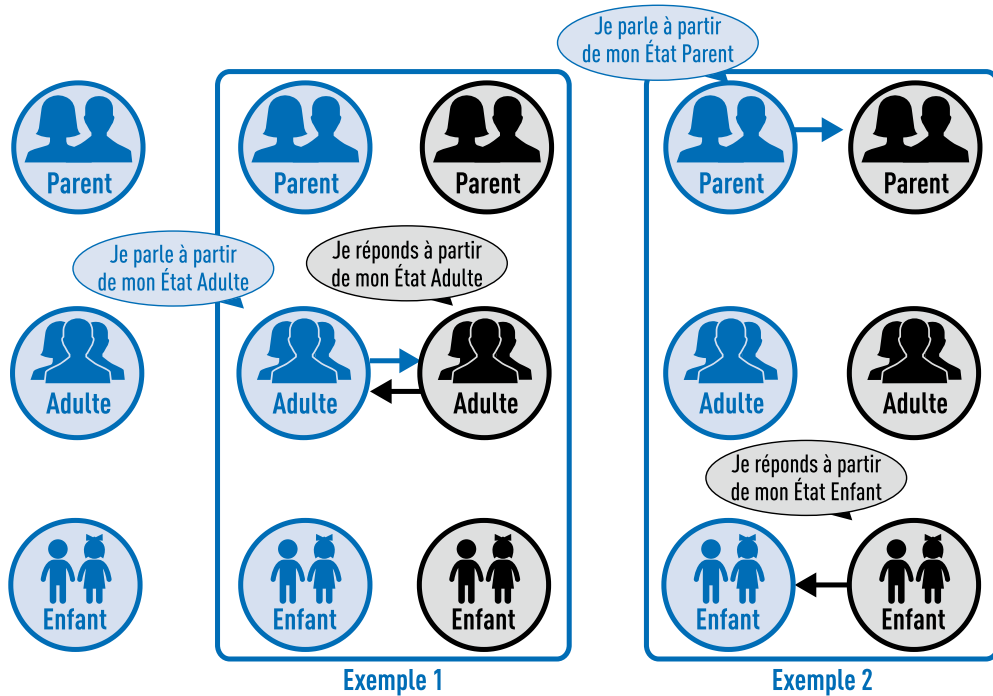 Je parle à partir
de mon État Parent
Parent
Parent
Parent
Parent
Parent
Je parle à partir
de mon État Adulte
Je réponds à partir
de mon État Adulte
Adulte
Adulte
Adulte
Adulte
Adulte
Je réponds à partir
de mon État Enfant
Enfant
Enfant
Enfant
Enfant
Enfant
Exemple 1
Exemple 2